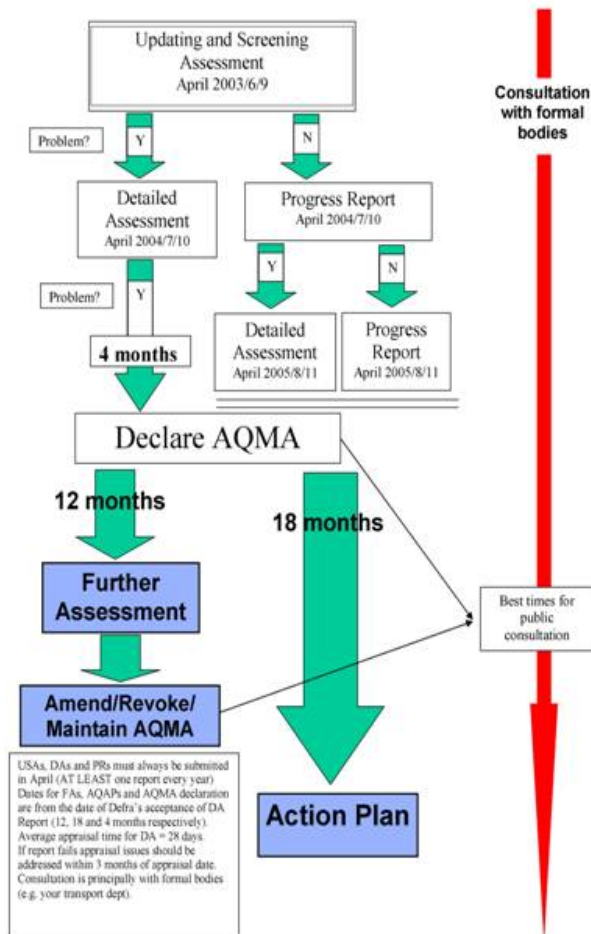 Updating and Screening
Assessment
April 2003/6/9
Consultation
with formal
bodies
Problem?
Y
N
Detailed
Assessment
April 2004/7/10
Progress Report
April 2004/7/10
Problem?
Y
Y
N
4 months
Detailed
Assessment
April 2005/8/11
Progress
Report
April 2005/8/11
Declare AQMA
12 months
18 months
Further
Assessment
Best times for
public
consultation
Amend/Revoke/
Maintain AQMA
USAs, DAs and PRs must always be submitted
in April (AT LEAST one report every year)
Dates for FAs, AQAPs and AQMA declaration
are from the date of Defra's acceptance of DA
Report (12, 18 and 4 months respectively).
Average appraisal time for DA = 28 days.
If report fails appraisal issues should be
addressed within 3 months of appraisal date.
Consultation is principally with formal bodies
(e.g. your transport dept).
Action Plan